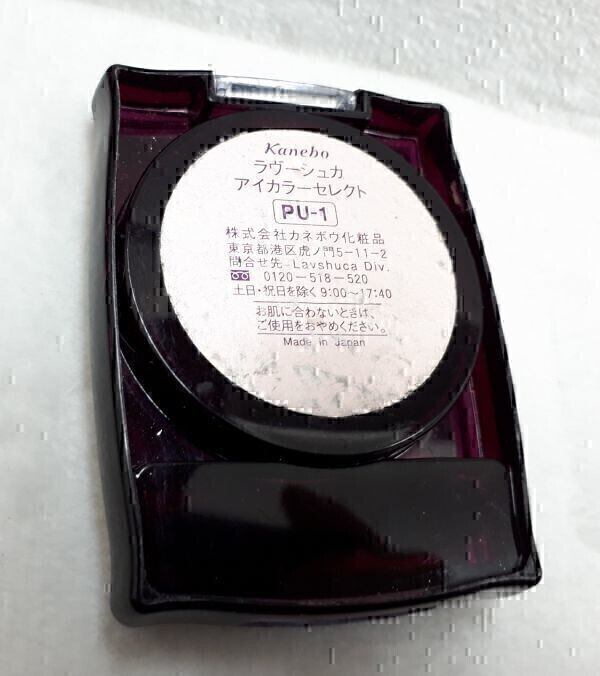 Kanebo
ラヴーシュカ
アイカラーセレクト
PU-1
株式会社カネボウ化粧品
東京都港区虎ノ門5-11-2
問合せ先 Lavshuca Div.
0120-518-520
土日・祝日を除く 9:00~17:40
お肌に合わないときは、
ご使用をおやめください。
Made in Japan